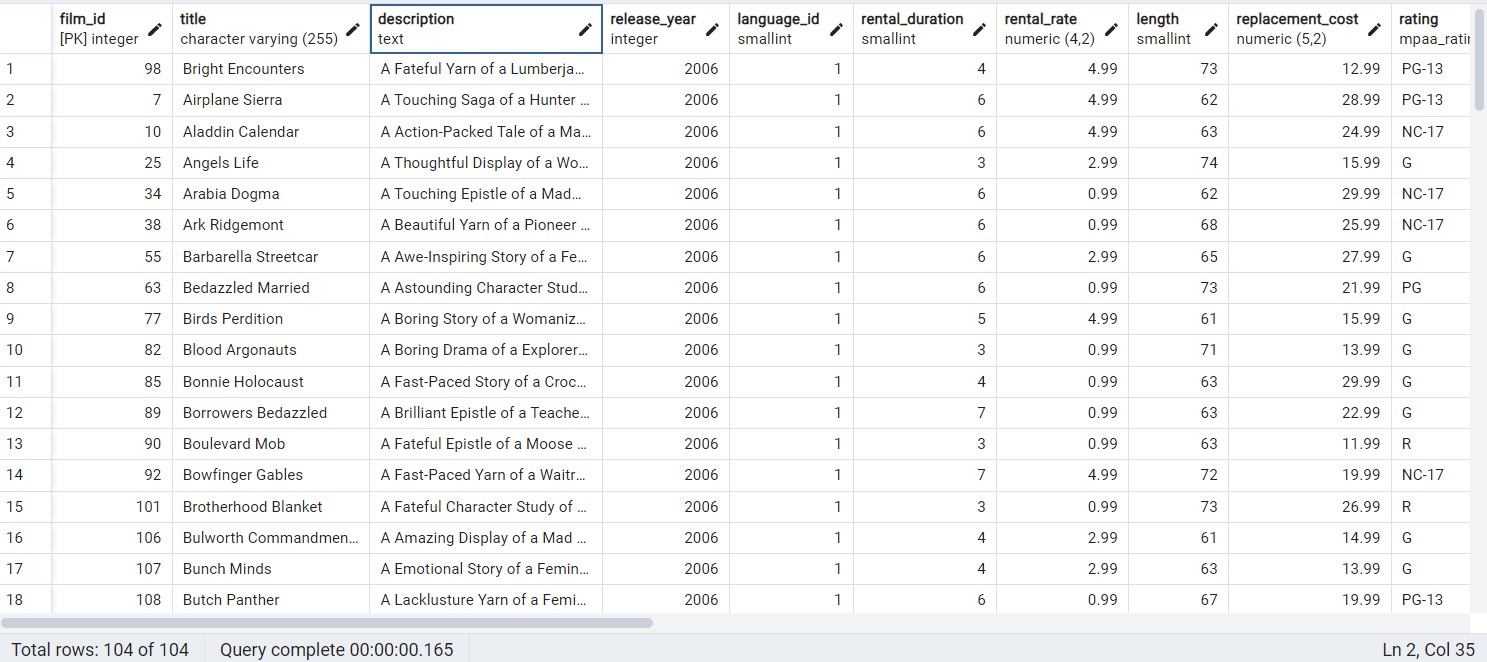 film_id title description release_year language_id rental_duration rental_rate length replacement_cost rating
[PK] integer character varying (255) text integer smallint smallint numeric (4,2) smallint numeric (5,2) mpaa_ratin
1 98 Bright Encounters A Fateful Yarn of a Lumberja... 2006 1 4 4.99 73 12.99 PG-13
2 7 Airplane Sierra A Touching Saga of a Hunter ... 2006 1 6 4.99 62 28.99 PG-13
3 10 Aladdin Calendar A Action-Packed Tale of a Ma... 2006 1 6 4.99 63 24.99 NC-17
4 25 Angels Life A Thoughtful Display of a Wo... 2006 1 3 2.99 74 15.99 G
5 34 Arabia Dogma A Touching Epistle of a Mad... 2006 1 6 0.99 62 29.99 NC-17
6 38 Ark Ridgemont A Beautiful Yarn of a Pioneer ... 2006 1 6 0.99 68 25.99 NC-17
7 55 Barbarella Streetcar A Awe-Inspiring Story of a Fe... 2006 1 6 2.99 65 27.99 G
8 63 Bedazzled Married A Astounding Character Stud... 2006 1 6 0.99 73 21.99 PG
9 77 Birds Perdition A Boring Story of a Womaniz... 2006 1 5 4.99 61 15.99 G
10 82 Blood Argonauts A Boring Drama of a Explorer... 2006 1 3 0.99 71 13.99 G
11 85 Bonnie Holocaust A Fast-Paced Story of a Croc... 2006 1 4 0.99 63 29.99 G
12 89 Borrowers Bedazzled A Brilliant Epistle of a Teache... 2006 1 7 0.99 63 22.99 G
13 90 Boulevard Mob A Fateful Epistle of a Moose ... 2006 1 3 0.99 63 11.99 R
14 92 Bowfinger Gables A Fast-Paced Yarn of a Waitr... 2006 1 7 4.99 72 19.99 NC-17
15 101 Brotherhood Blanket A Fateful Character Study of ... 2006 1 3 0.99 73 26.99 R
16 106 Bulworth Commandmen... A Amazing Display of a Mad ... 2006 1 4 2.99 61 14.99 G
17 107 Bunch Minds A Emotional Story of a Femin... 2006 1 4 2.99 63 13.99 G
18 108 Butch Panther A Lacklusture Yarn of a Femi... 2006 1 6 0.99 67 19.99 PG-13
Total rows: 104 of 104 Query complete 00:00:00.165 Ln 2, Col 35